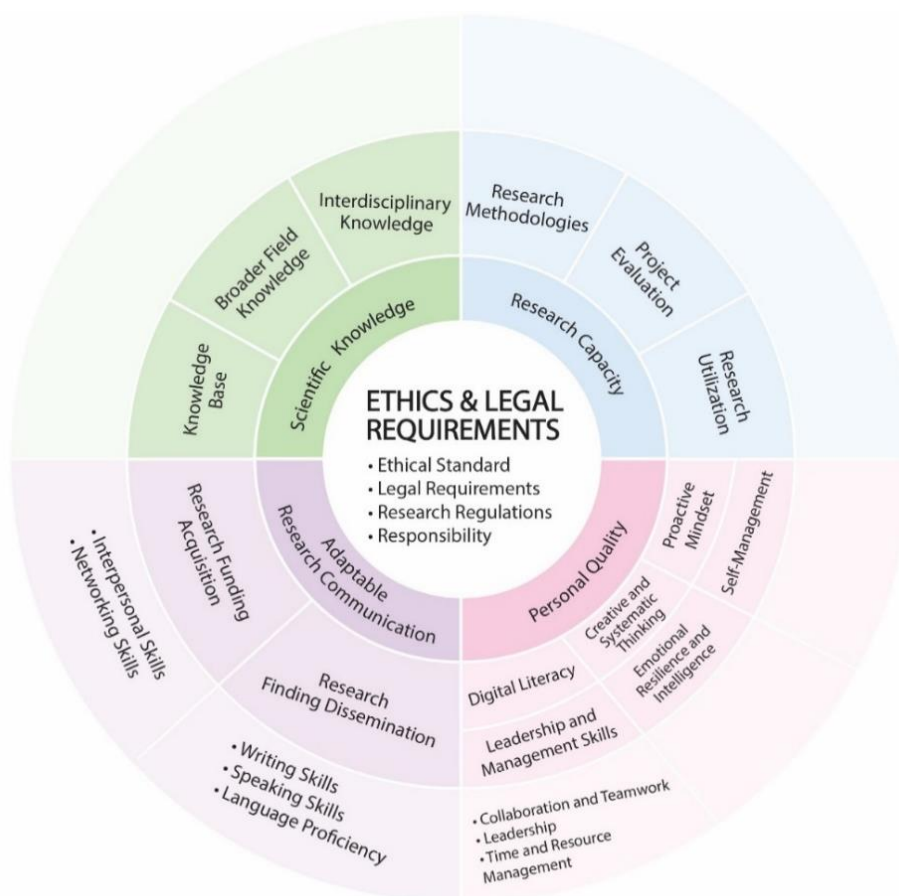 Interdisciplinary
Knowledge
Broader Field
Knowledge
Knowledge
Base
Scientific Knowledge
Research
Methodologies
Project
Evaluation
Research
Utilization
Research Capacity
ETHICS & LEGAL
REQUIREMENTS
• Ethical Standard
• Legal Requirements
• Research Regulations
• Responsibility
Adaptable
Research Communication
Research Funding
Acquisition
• Interpersonal Skills
• Networking Skills
Research
Finding Dissemination
• Writing Skills
• Speaking Skills
• Language Proficiency
Personal Quality
Proactive
Mindset
Self-Management
Creative and
Systematic
Thinking
Emotional
Resilience and
Intelligence
Digital Literacy
Leadership and
Management Skills
• Collaboration and Teamwork
• Leadership
• Time and Resource
Management